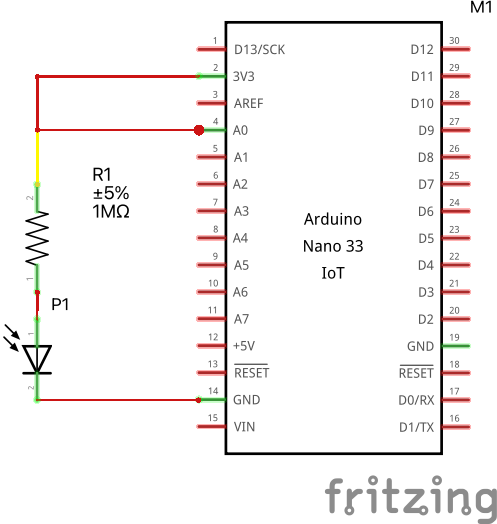 M1
1 D13/SCK D12 30
2 3V3 D11 29
3 AREF D10 28
4 A0 D9 27
5 A1 D8 26
R1
±5%
1MΩ
6 A2 D7 25
2
7 A3 D6 24
Arduino
Nano 33
IoT
8 A4 D5 23
9 A5 D4 22
1
10 A6 D3 21
P1
11 A7 D2 20
1
12 +5V GND 19
13 RESET RESET 18
2
14 GND D0/RX 17
15 VIN D1/TX 16
fritzing